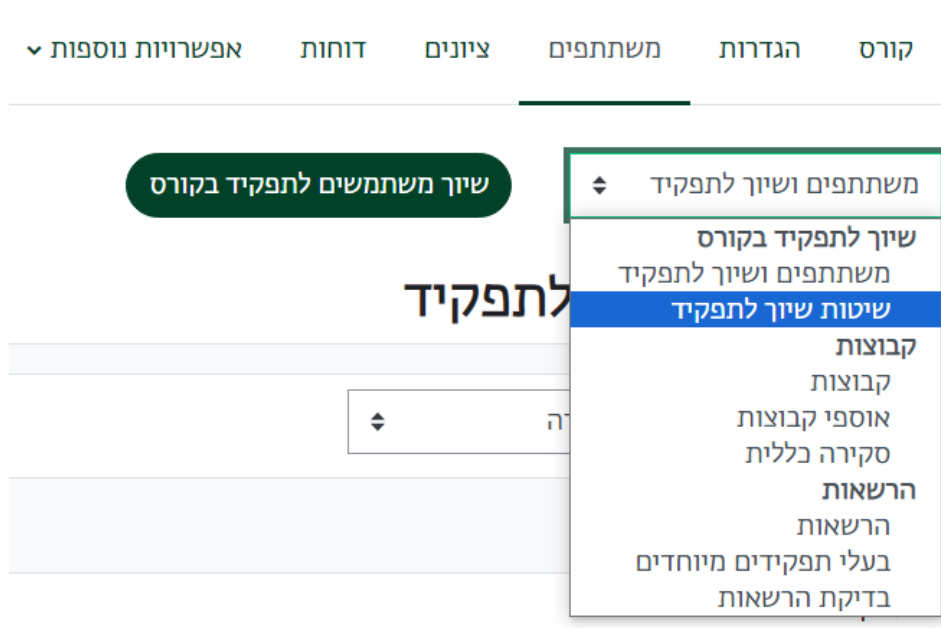 קורס הגדרות משתתפים ציונים דוחות אפשרויות נוספות
משתתפים ושיוך לתפקיד
שיוך משתמשים לתפקיד בקורס
שיוך לתפקיד בקורס
משתתפים ושיוך לתפקיד
שיטות שיוך לתפקיד
קבוצות
קבוצות
אוספי קבוצות
סקירה כללית
הרשאות
הרשאות
בעלי תפקידים מיוחדים
בדיקת הרשאות
לתפקיד